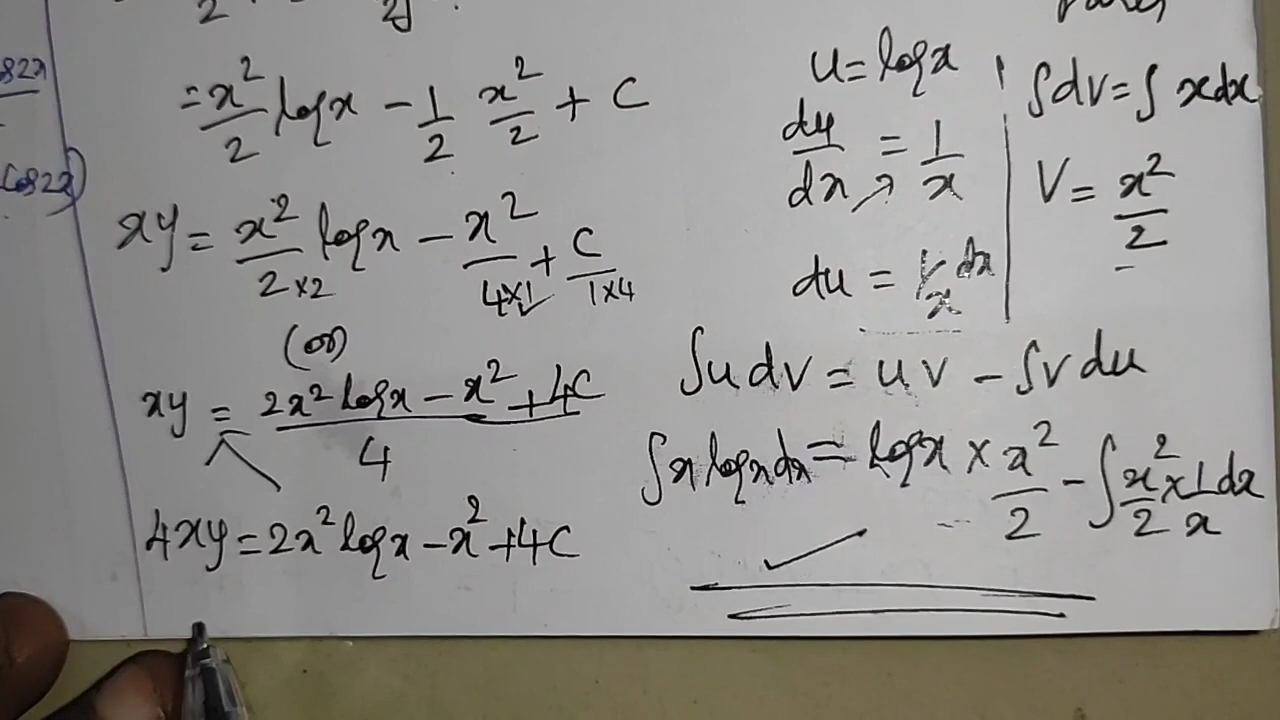 = x²/2 log x - 1/2 x²/2 + C
xy = x²/2×2 log x - x²/4×1 + C/1×4
(or)
xy = 2x² log x - x² + 4C / 4
4xy = 2x² log x - x² + 4C
u = log x
dy/dx = 1/x
du = 1/x dx
∫dv = ∫ x dx
V = x²/2
∫u dv = u v - ∫v du
∫x log x dx = log x × x²/2 - ∫ x²/2 × 1/x dx